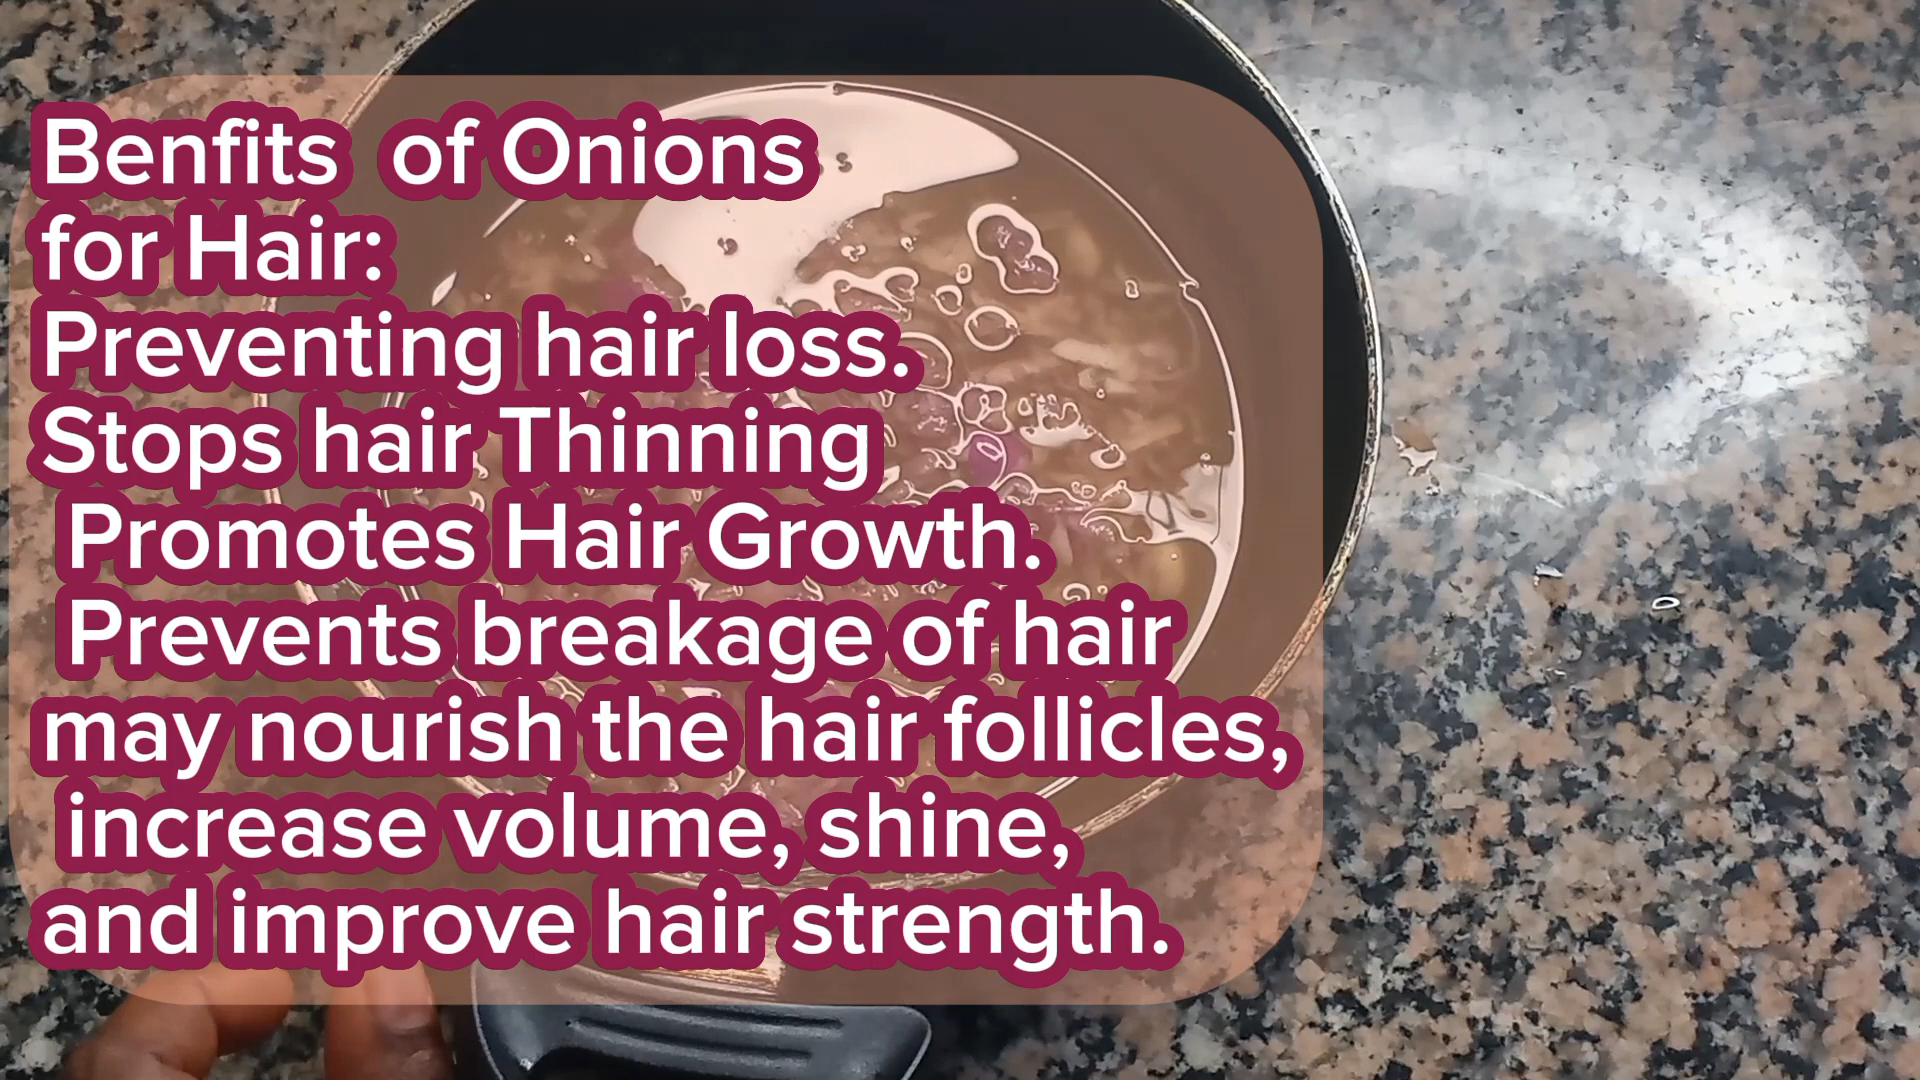 Benfits of Onions
for Hair:
Preventing hair loss.
Stops hair Thinning
Promotes Hair Growth.
Prevents breakage of hair
may nourish the hair follicles,
increase volume, shine,
and improve hair strength.